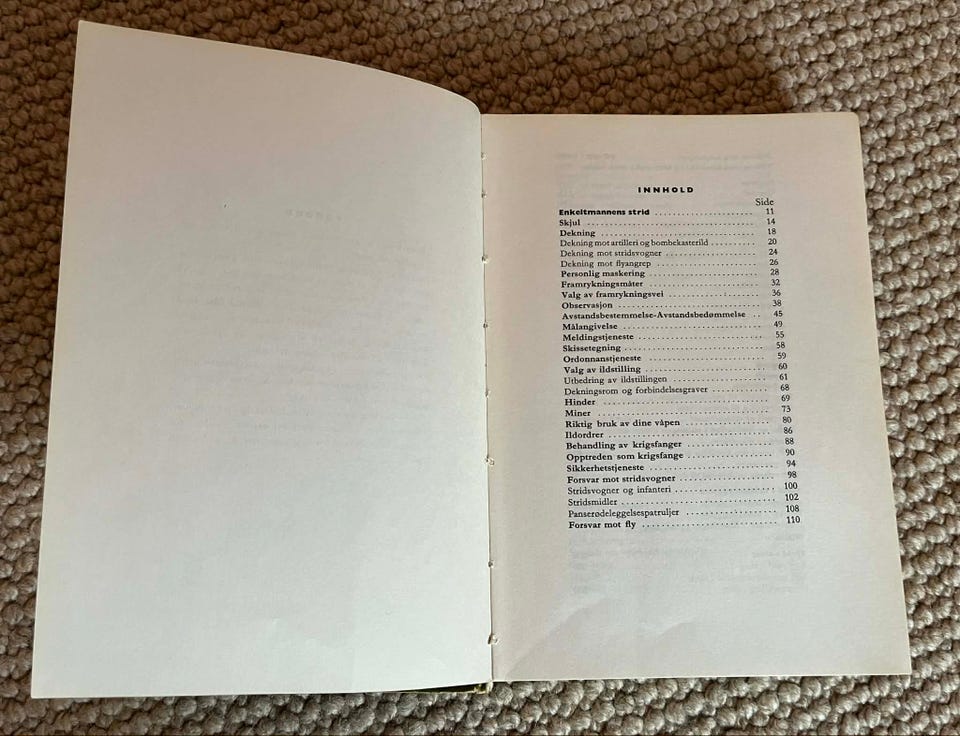 INNHOLD
Side
Enkeltmannens strid .......................... 11
Skjul .......................... 14
Dekning .......................... 18
Dekning mot artilleri og bombekasterild .......... 20
Dekning mot stridsvogner .......................... 24
Dekning mot flyangrep .......................... 26
Personlig maskering .......................... 28
Framrykningsmåter .......................... 32
Valg av framrykningsvei .......................... 36
Observasjon .......................... 38
Avstandsbestemmelse-Avstandsbedømmelse .. 45
Målangivelse .......................... 49
Meldingstjeneste .......................... 55
Skissetegning .......................... 58
Ordonnanstjeneste .......................... 59
Valg av ildstilling .......................... 60
Utbedring av ildstillingen .......................... 61
Dekningsrom og forbindelsesgraver .......... 68
Hinder .......................... 69
Miner .......................... 73
Riktig bruk av dine våpen .......................... 80
Ildordrer .......................... 86
Behandling av krigsfanger .......................... 88
Opptreden som krigsfange .......................... 90
Sikkerhetstjeneste .......................... 94
Forsvar mot stridsvogner .......................... 98
Stridsvogner og infanteri .......................... 100
Stridsmidler .......................... 102
Panserødeleggelsespatruljer .......................... 108
Forsvar mot fly .......................... 110